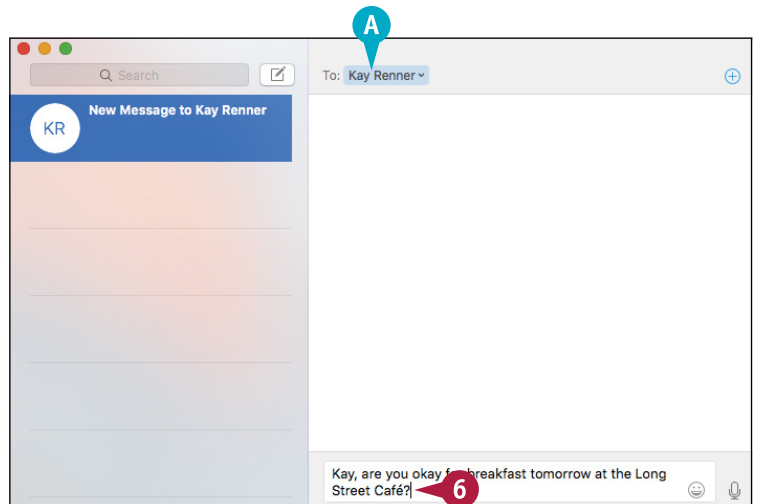 A
Search
To: Kay Renner
New Message to Kay Renner
KR
Kay, are you okay for breakfast tomorrow at the Long
Street Café?
6